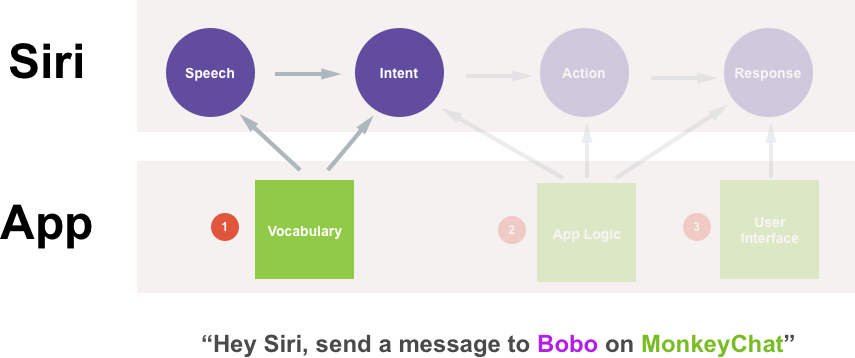 Siri
Speech
Intent
Action
Response
App
1
Vocabulary
2
App Logic
3
User
Interface
“Hey Siri, send a message to Bobo on MonkeyChat”